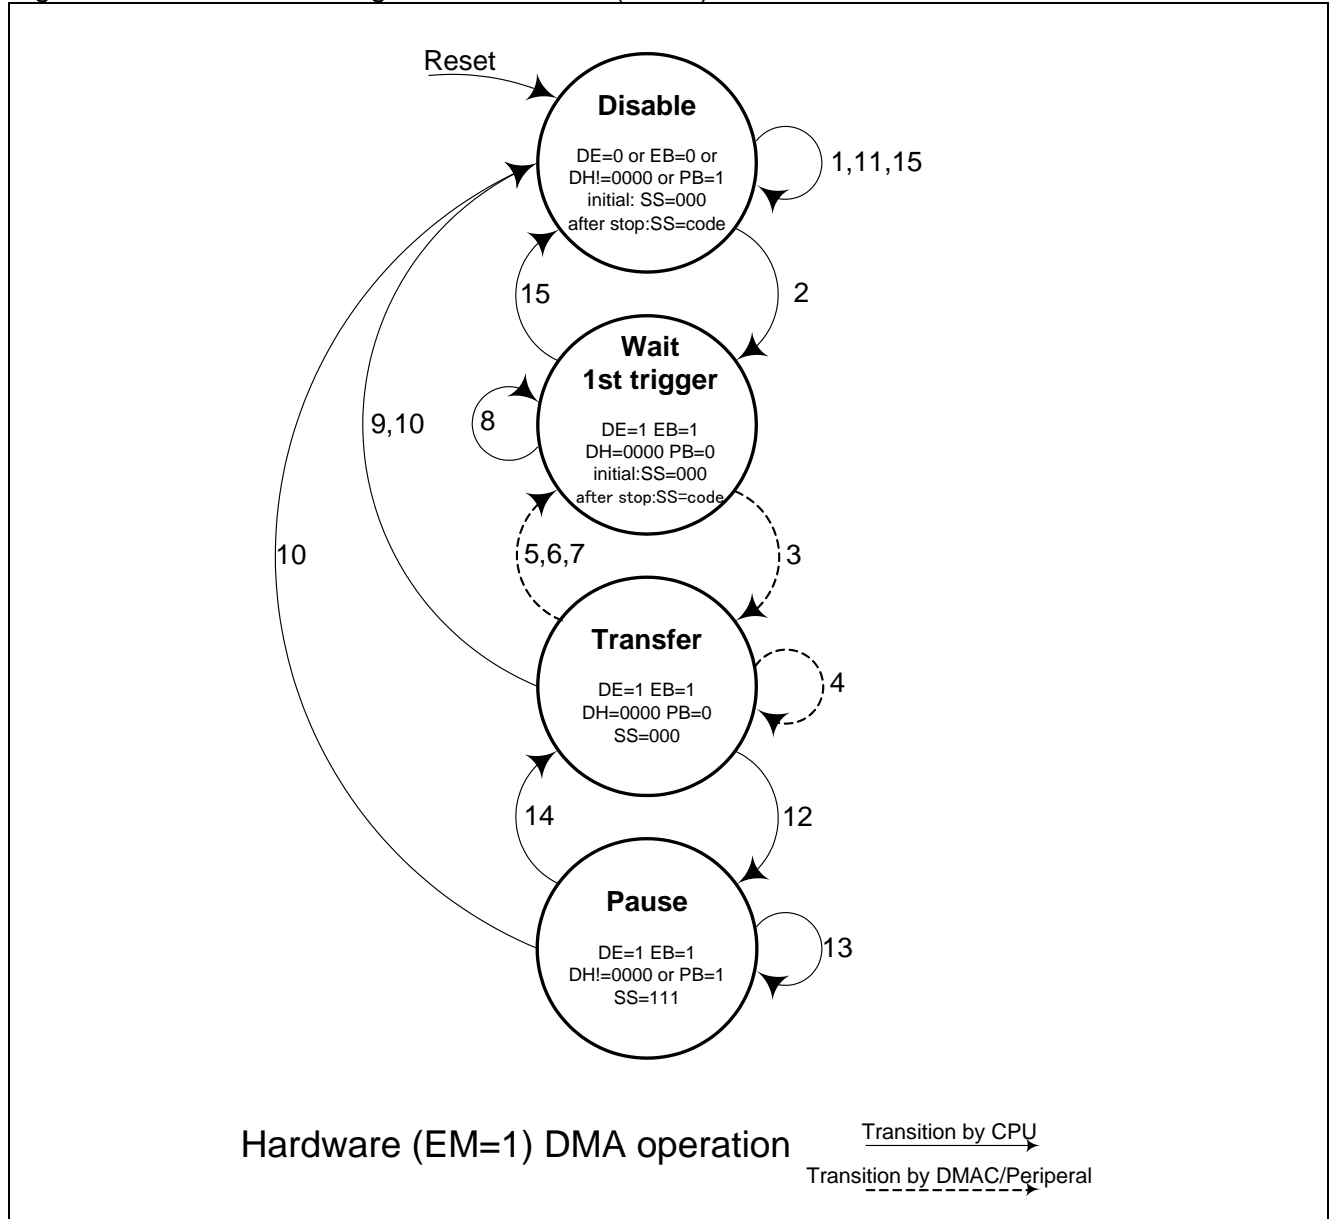 Reset
Disable
DE=0 or EB=0 or
DH!=0000 or PB=1
initial: SS=000
after stop:SS=code
1,11,15
15
2
Wait
1st trigger
DE=1 EB=1
DH=0000 PB=0
initial:SS=000
after stop:SS=code
8
9,10
10
5,6,7
3
Transfer
DE=1 EB=1
DH=0000 PB=0
SS=000
4
14
12
Pause
DE=1 EB=1
DH!=0000 or PB=1
SS=111
13
Hardware (EM=1) DMA operation
Transition by CPU
Transition by DMAC/Periperal